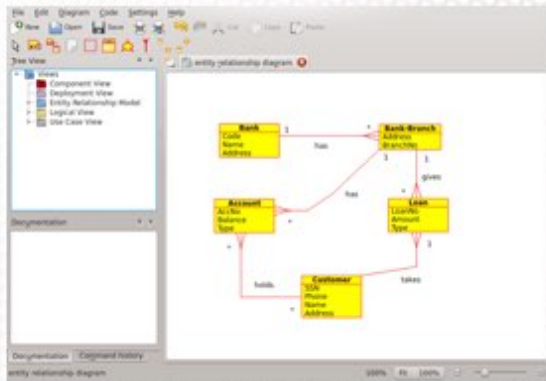 File Edit Diagram Code Settings Help
New Open Save Cut Paste
Tree View
Views
Component View
Deployment View
Entity Relationship Model
Logical View
Use Case View
Documentation
Documentation Command history
entity relationship diagram
entity relationship diagram
Bank
Code
Name
Address
1
has
*
Bank-Branch
Address
BranchNo
1
1
gives
has
*
*
Account
AccNo
Balance
Type
Loan
LoanNo
Amount
Type
*
1
holds
takes
*
Customer
SSN
Phone
Name
Address
100% Fit 100%